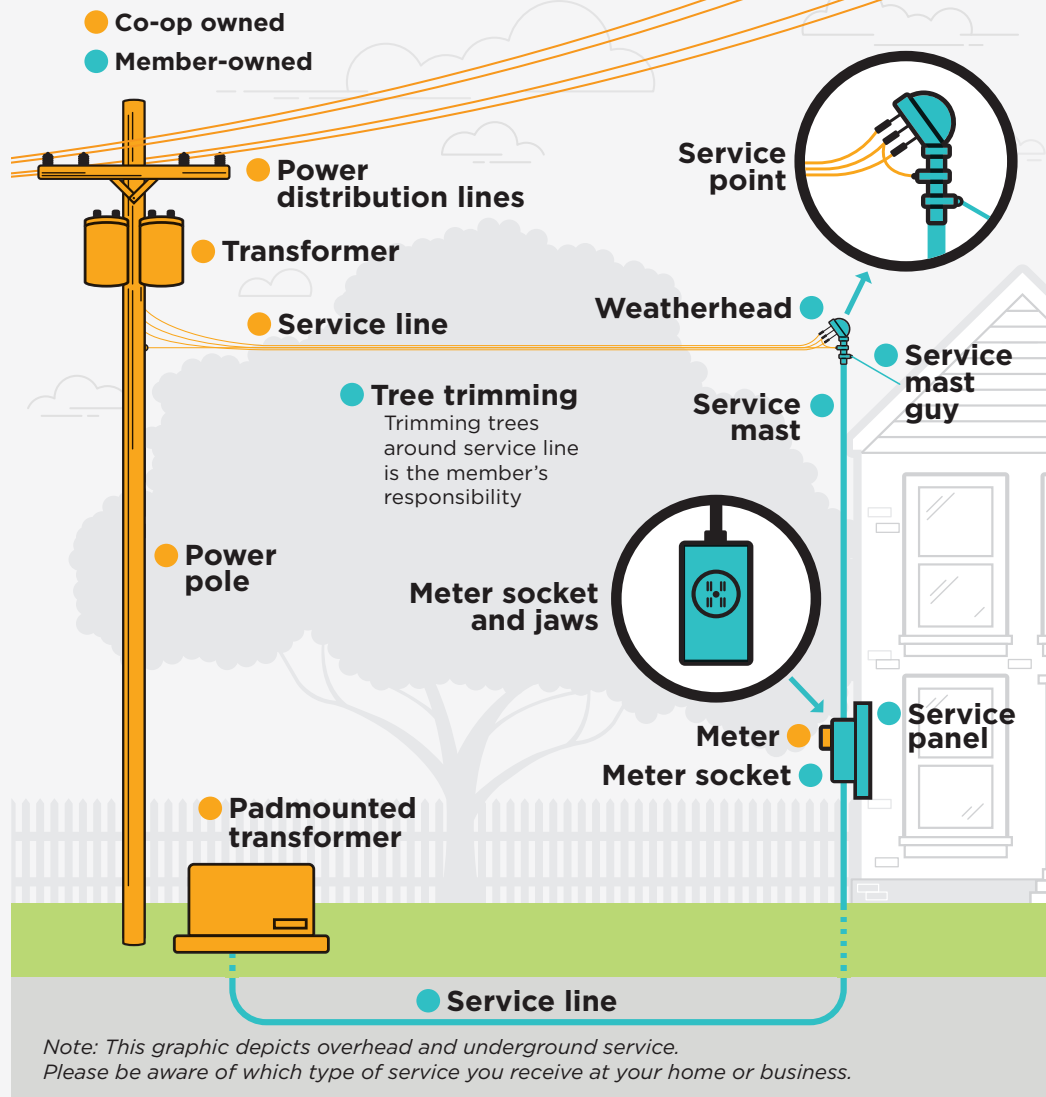 Co-op owned
Member-owned
Power
distribution lines
Service
point
Transformer
Weatherhead
Service line
Service
mast
guy
Tree trimming
Trimming trees
around service line
is the member’s
responsibility
Service
mast
Power
pole
Meter socket
and jaws
Service
panel
Meter
Meter socket
Padmounted
transformer
Service line
Note: This graphic depicts overhead and underground service.
Please be aware of which type of service you receive at your home or business.